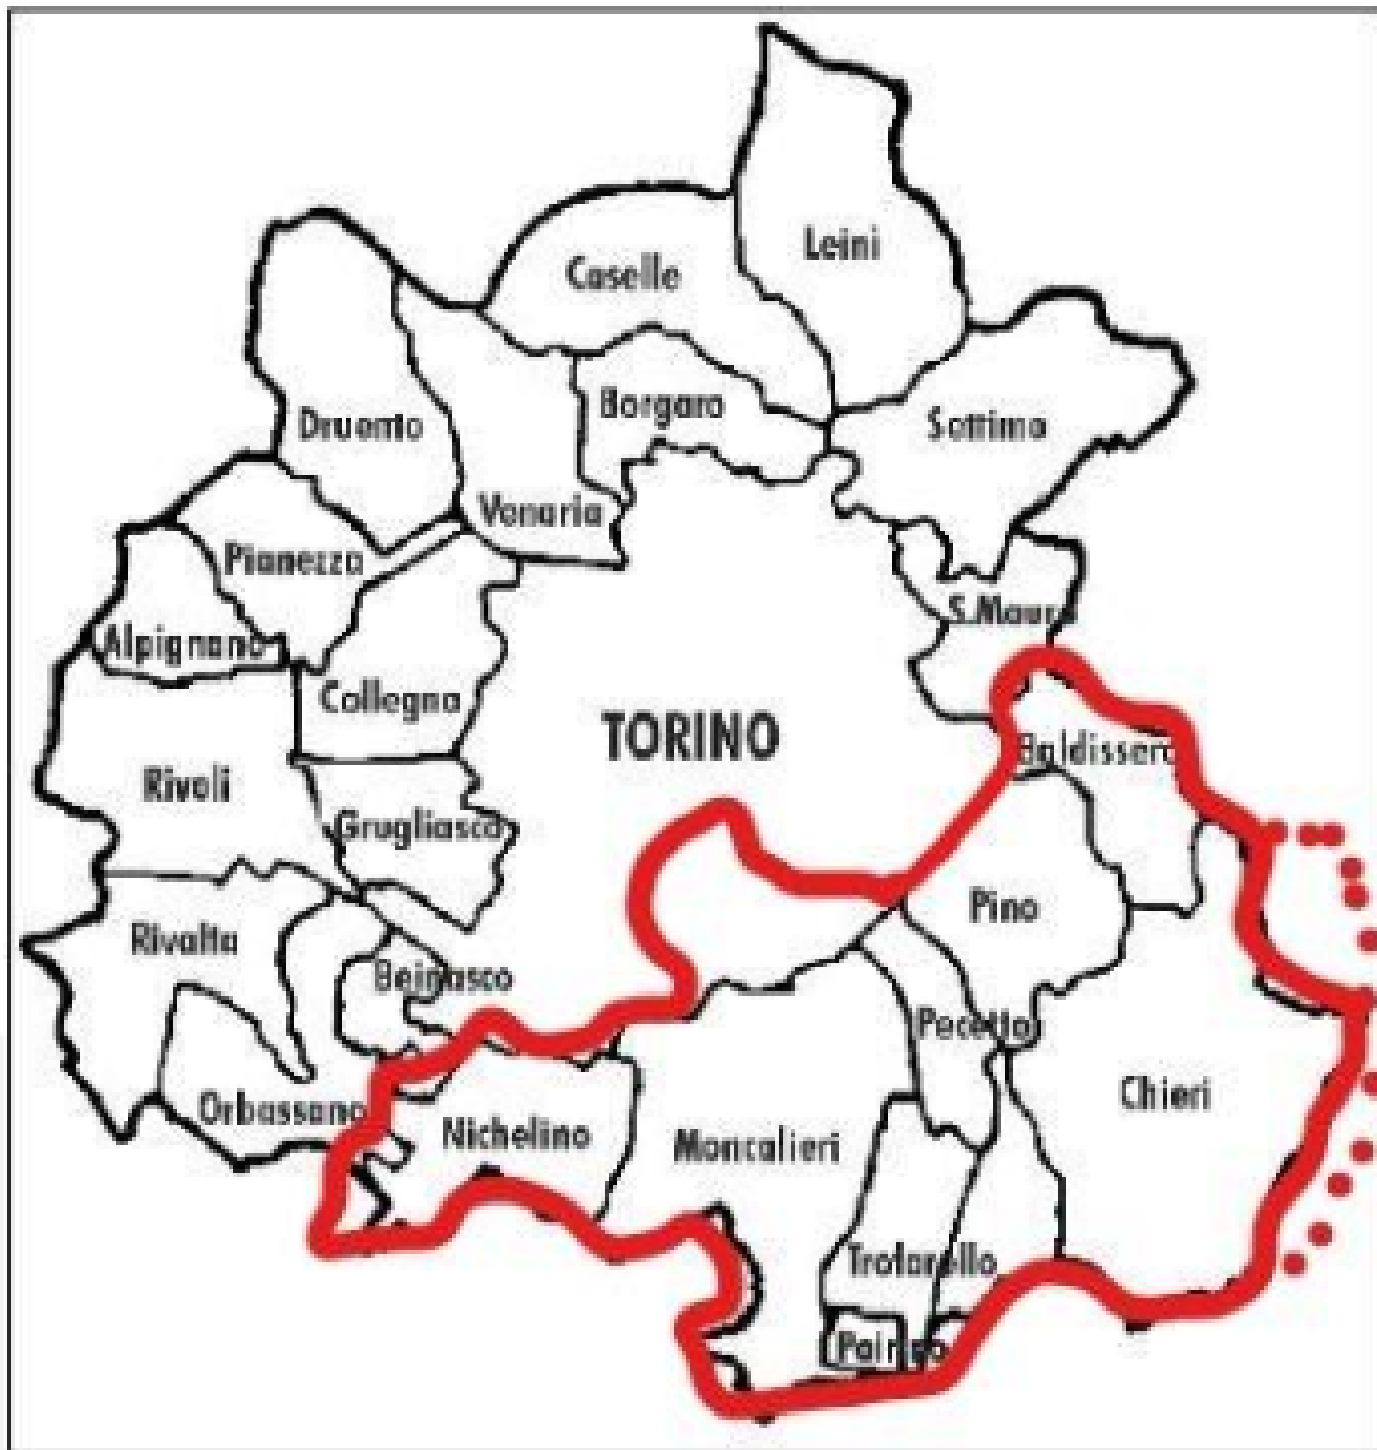 Leini
Caselle
Borgaro
Settimo
Druento
Venaria
Pianezza
S.Mauro
Alpignano
Collegno
TORINO
Baldissero
Rivoli
Grugliasco
Pino
Rivalta
Beinasco
Pecetto
Chieri
Orbassano
Nichelino
Moncalieri
Trofarello